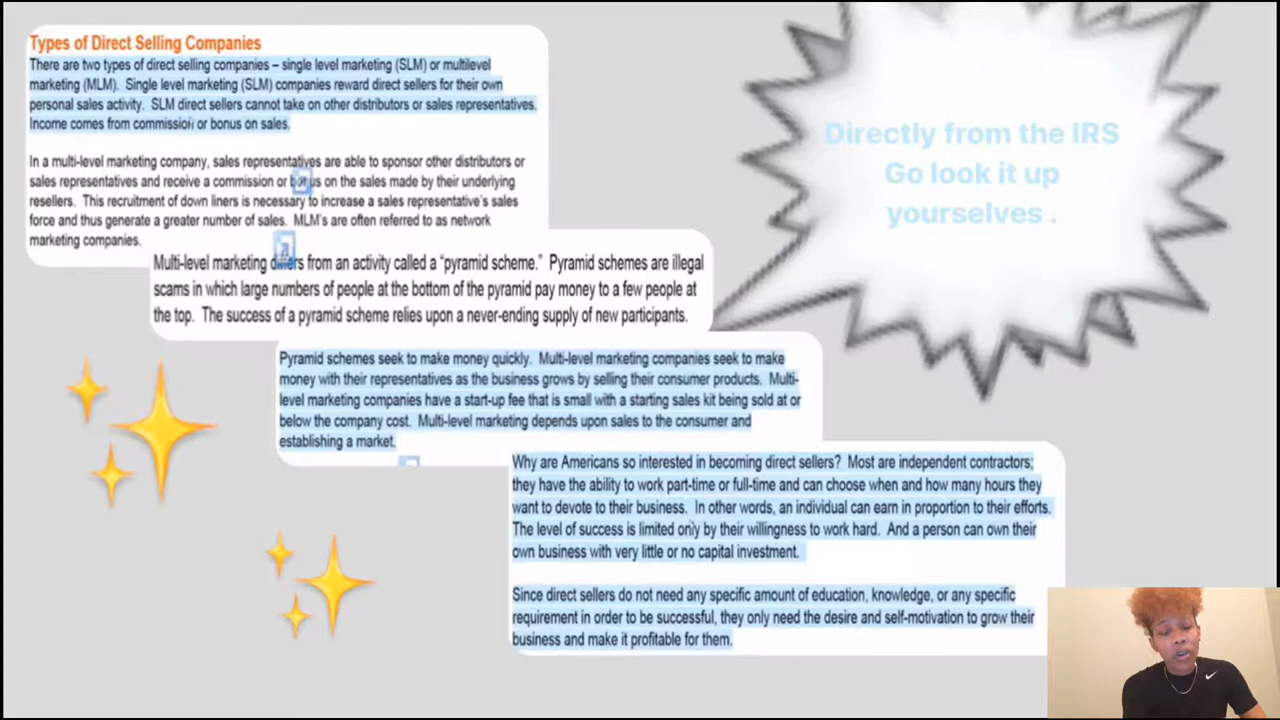 Types of Direct Selling Companies
There are two types of direct selling companies – single level marketing (SLM) or multilevel
marketing (MLM). Single level marketing (SLM) companies reward direct sellers for their own
personal sales activity. SLM direct sellers cannot take on other distributors or sales representatives.
Income comes from commission or bonus on sales.
In a multi-level marketing company, sales representatives are able to sponsor other distributors or
sales representatives and receive a commission or bonus on the sales made by their underlying
resellers. This recruitment of down liners is necessary to increase a sales representative's sales
force and thus generate a greater number of sales. MLM's are often referred to as network
marketing companies.
Directly from the IRS
Go look it up
yourselves .
Multi-level marketing differs from an activity called a “pyramid scheme.” Pyramid schemes are illegal
scams in which large numbers of people at the bottom of the pyramid pay money to a few people at
the top. The success of a pyramid scheme relies upon a never-ending supply of new participants.
Pyramid schemes seek to make money quickly. Multi-level marketing companies seek to make
money with their representatives as the business grows by selling their consumer products. Multi-
level marketing companies have a start-up fee that is small with a starting sales kit being sold at or
below the company cost. Multi-level marketing depends upon sales to the consumer and
establishing a market.
Why are Americans so interested in becoming direct sellers? Most are independent contractors;
they have the ability to work part-time or full-time and can choose when and how many hours they
want to devote to their business. In other words, an individual can earn in proportion to their efforts.
The level of success is limited only by their willingness to work hard. And a person can own their
own business with very little or no capital investment.
Since direct sellers do not need any specific amount of education, knowledge, or any specific
requirement in order to be successful, they only need the desire and self-motivation to grow their
business and make it profitable for them.